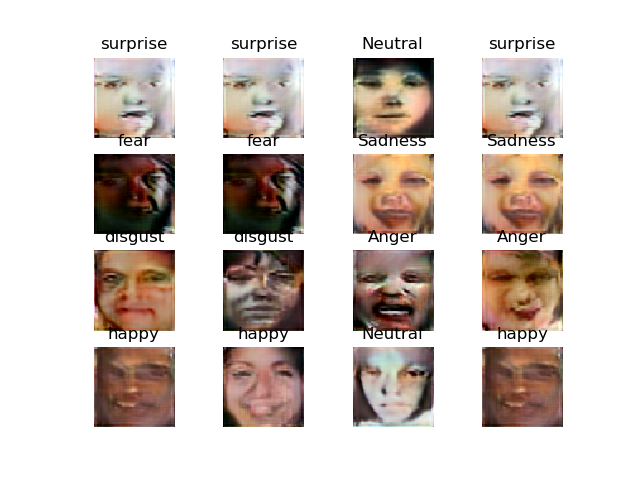 surprise surprise Neutral surprise
fear fear Sadness Sadness
disgust disgust Anger Anger
happy happy Neutral happy